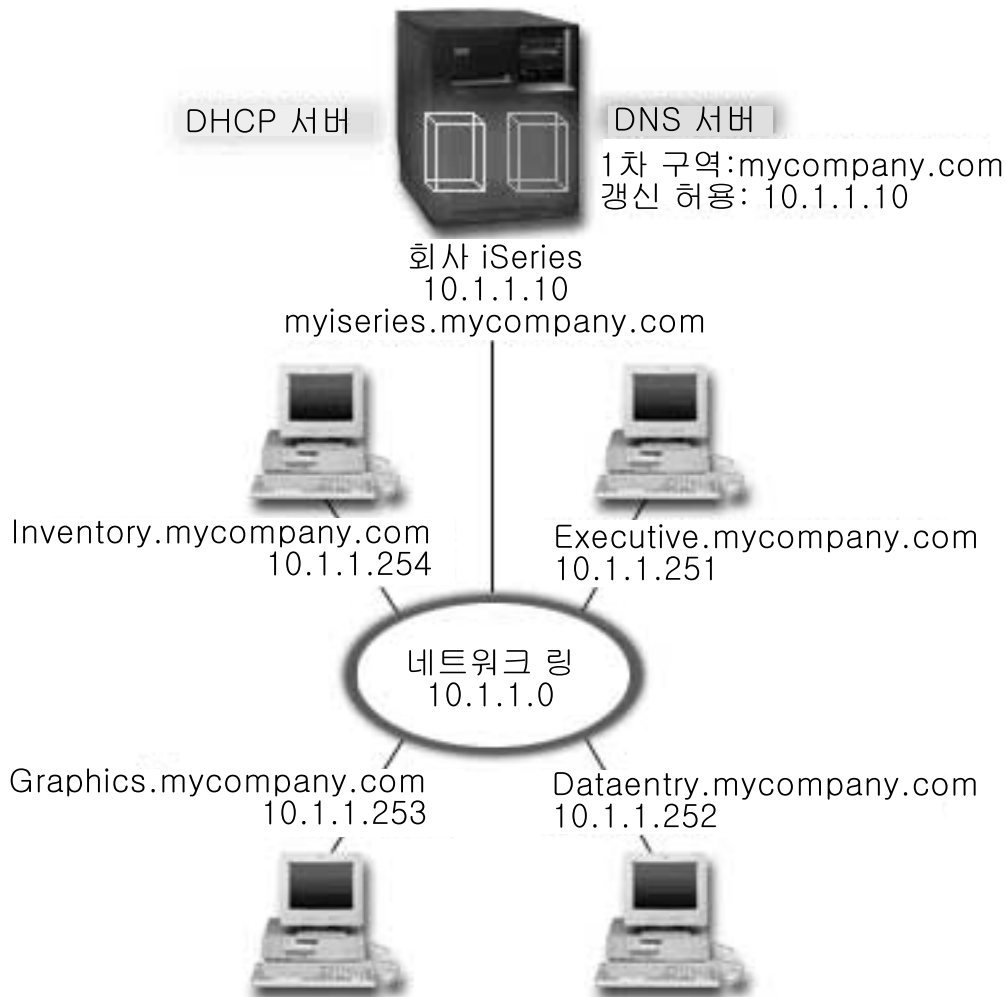 DHCP 서버
DNS 서버
1차 구역:mycompany.com
갱신 허용: 10.1.1.10
회사 iSeries
10.1.1.10
myiseries.mycompany.com
Inventory.mycompany.com
10.1.1.254
Executive.mycompany.com
10.1.1.251
네트워크 링
10.1.1.0
Graphics.mycompany.com
10.1.1.253
Dataentry.mycompany.com
10.1.1.252